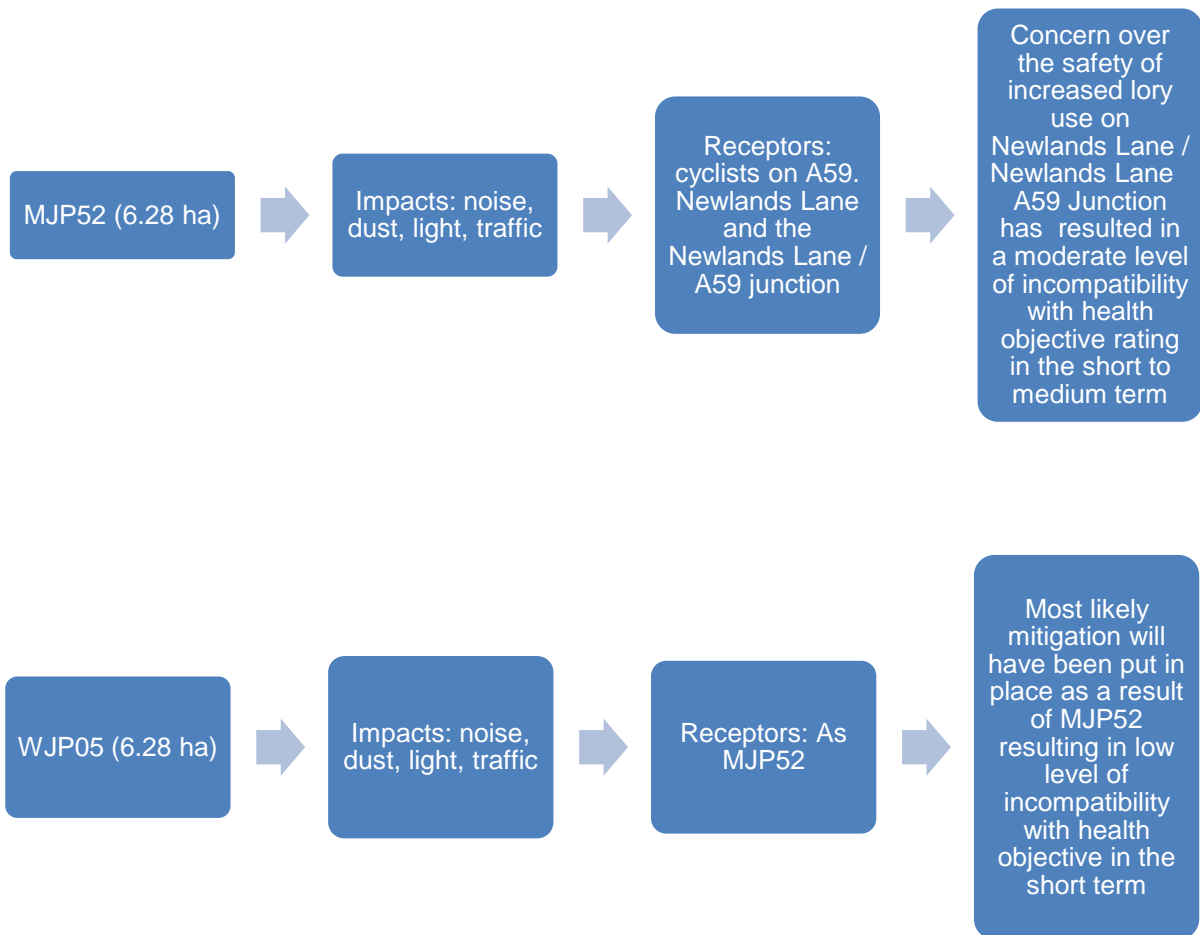 MJP52 (6.28 ha)
Impacts: noise,
dust, light, traffic
Receptors:
cyclists on A59.
Newlands Lane
and the
Newlands Lane /
A59 junction
Concern over
the safety of
increased lory
use on
Newlands Lane /
Newlands Lane
A59 Junction
has resulted in
a moderate level
of incompatibility
with health
objective rating
in the short to
medium term
WJP05 (6.28 ha)
Impacts: noise,
dust, light, traffic
Receptors: As
MJP52
Most likely
mitigation will
have been put in
place as a result
of MJP52
resulting in low
level of
incompatibility
with health
objective in the
short term